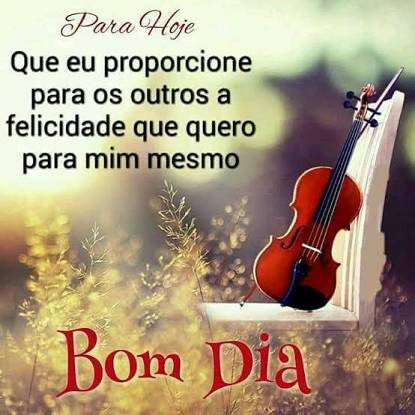 Para Hoje
Que eu proporcione
para os outros a
felicidade que quero
para mim mesmo
Bom Dia